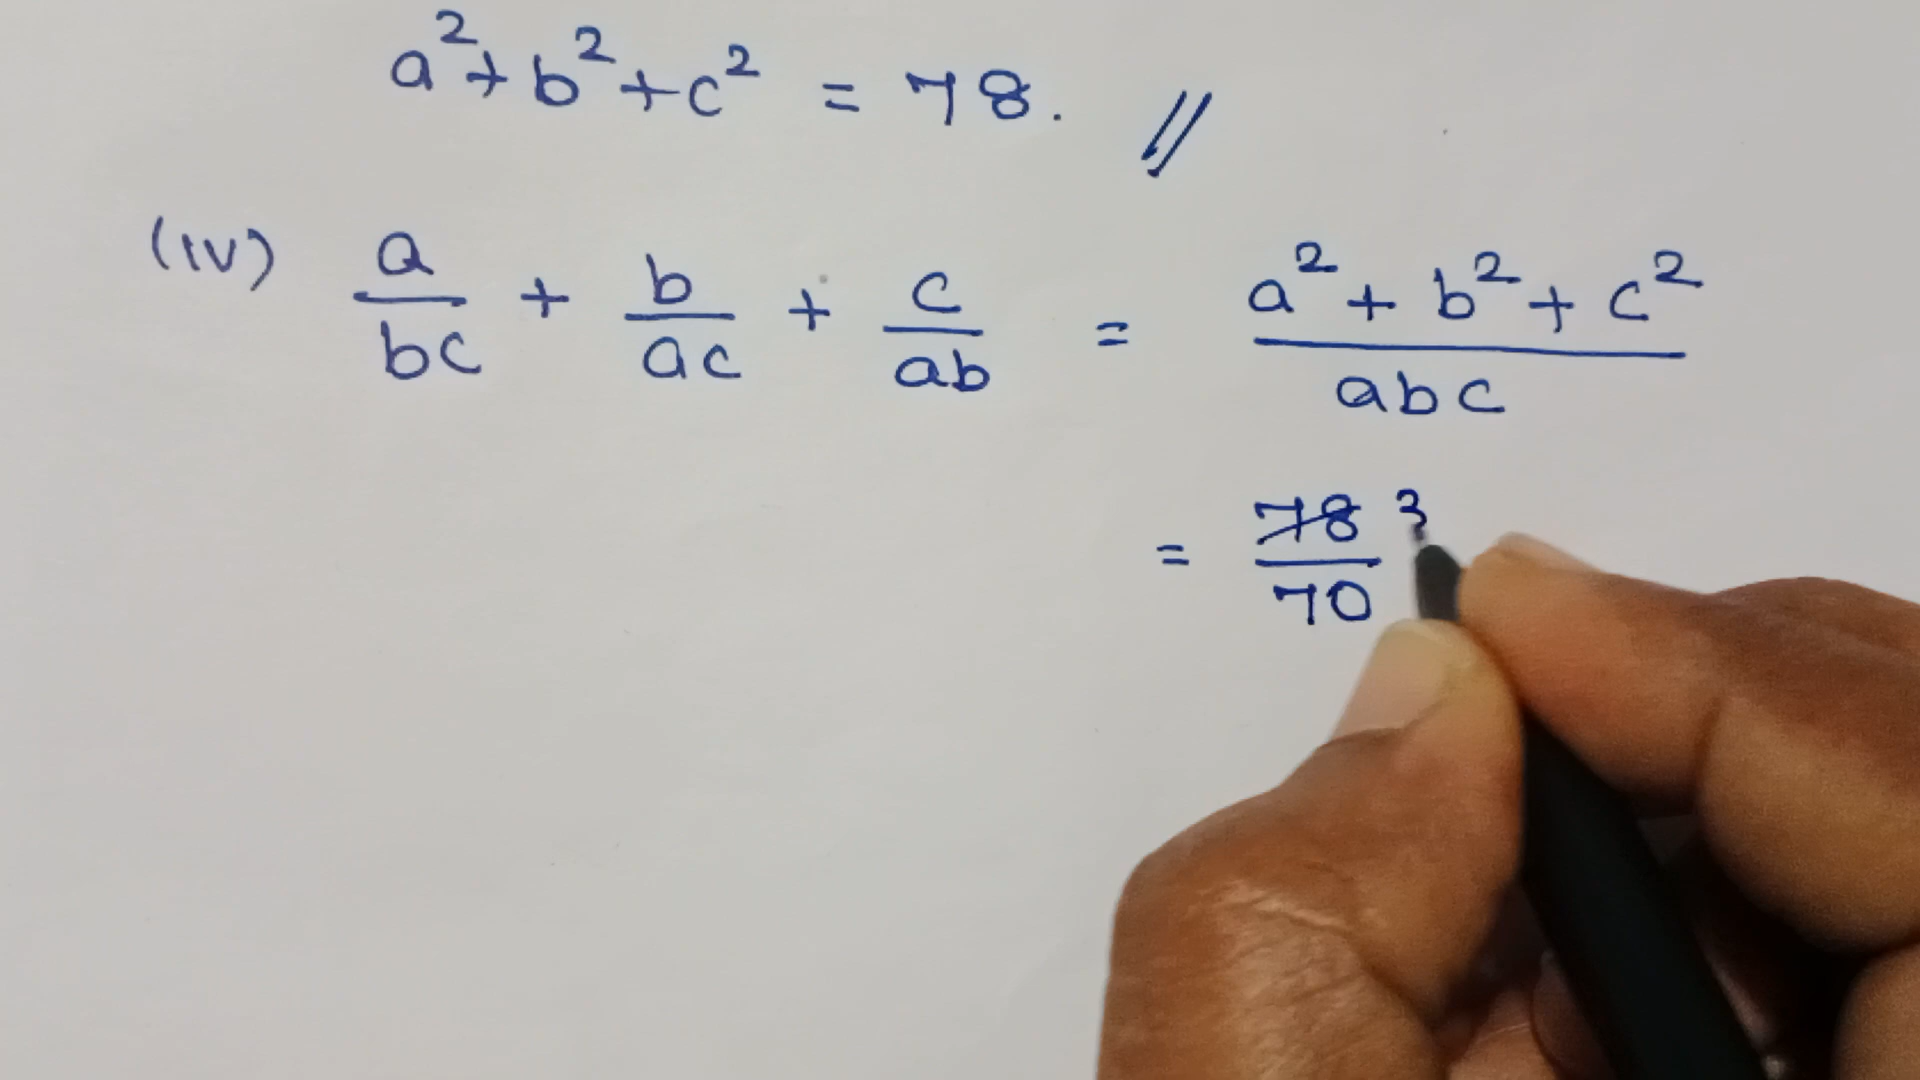 a²+b²+c² = 78. //
(iv) a/bc + b/ac + c/ab = a²+b²+c²/abc
= 78/70 3